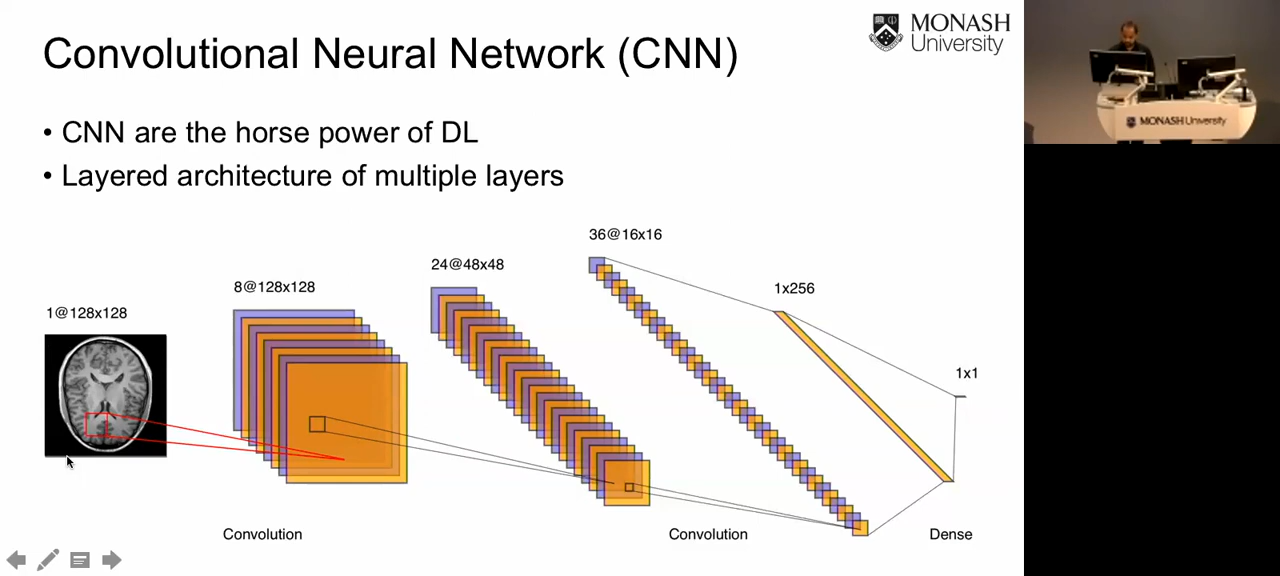 Convolutional Neural Network (CNN)
MONASH
University
• CNN are the horse power of DL
• Layered architecture of multiple layers
1@128x128
8@128x128
24@48x48
36@16x16
1x256
1x1
Convolution
Convolution
Dense
MONASH University